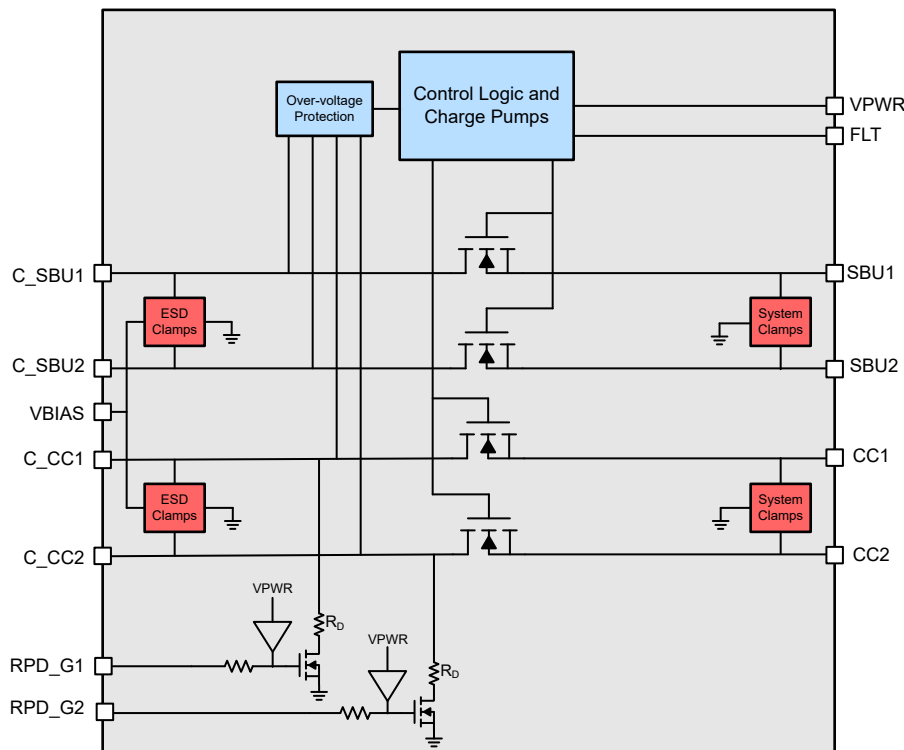 Over-voltage
Protection
Control Logic and
Charge Pumps
VPWR
FLT
C_SBU1
SBU1
ESD
Clamps
System
Clamps
C_SBU2
SBU2
VBIAS
C_CC1
CC1
ESD
Clamps
System
Clamps
C_CC2
CC2
VPWR
RD
VPWR
RPD_G1
RD
RPD_G2